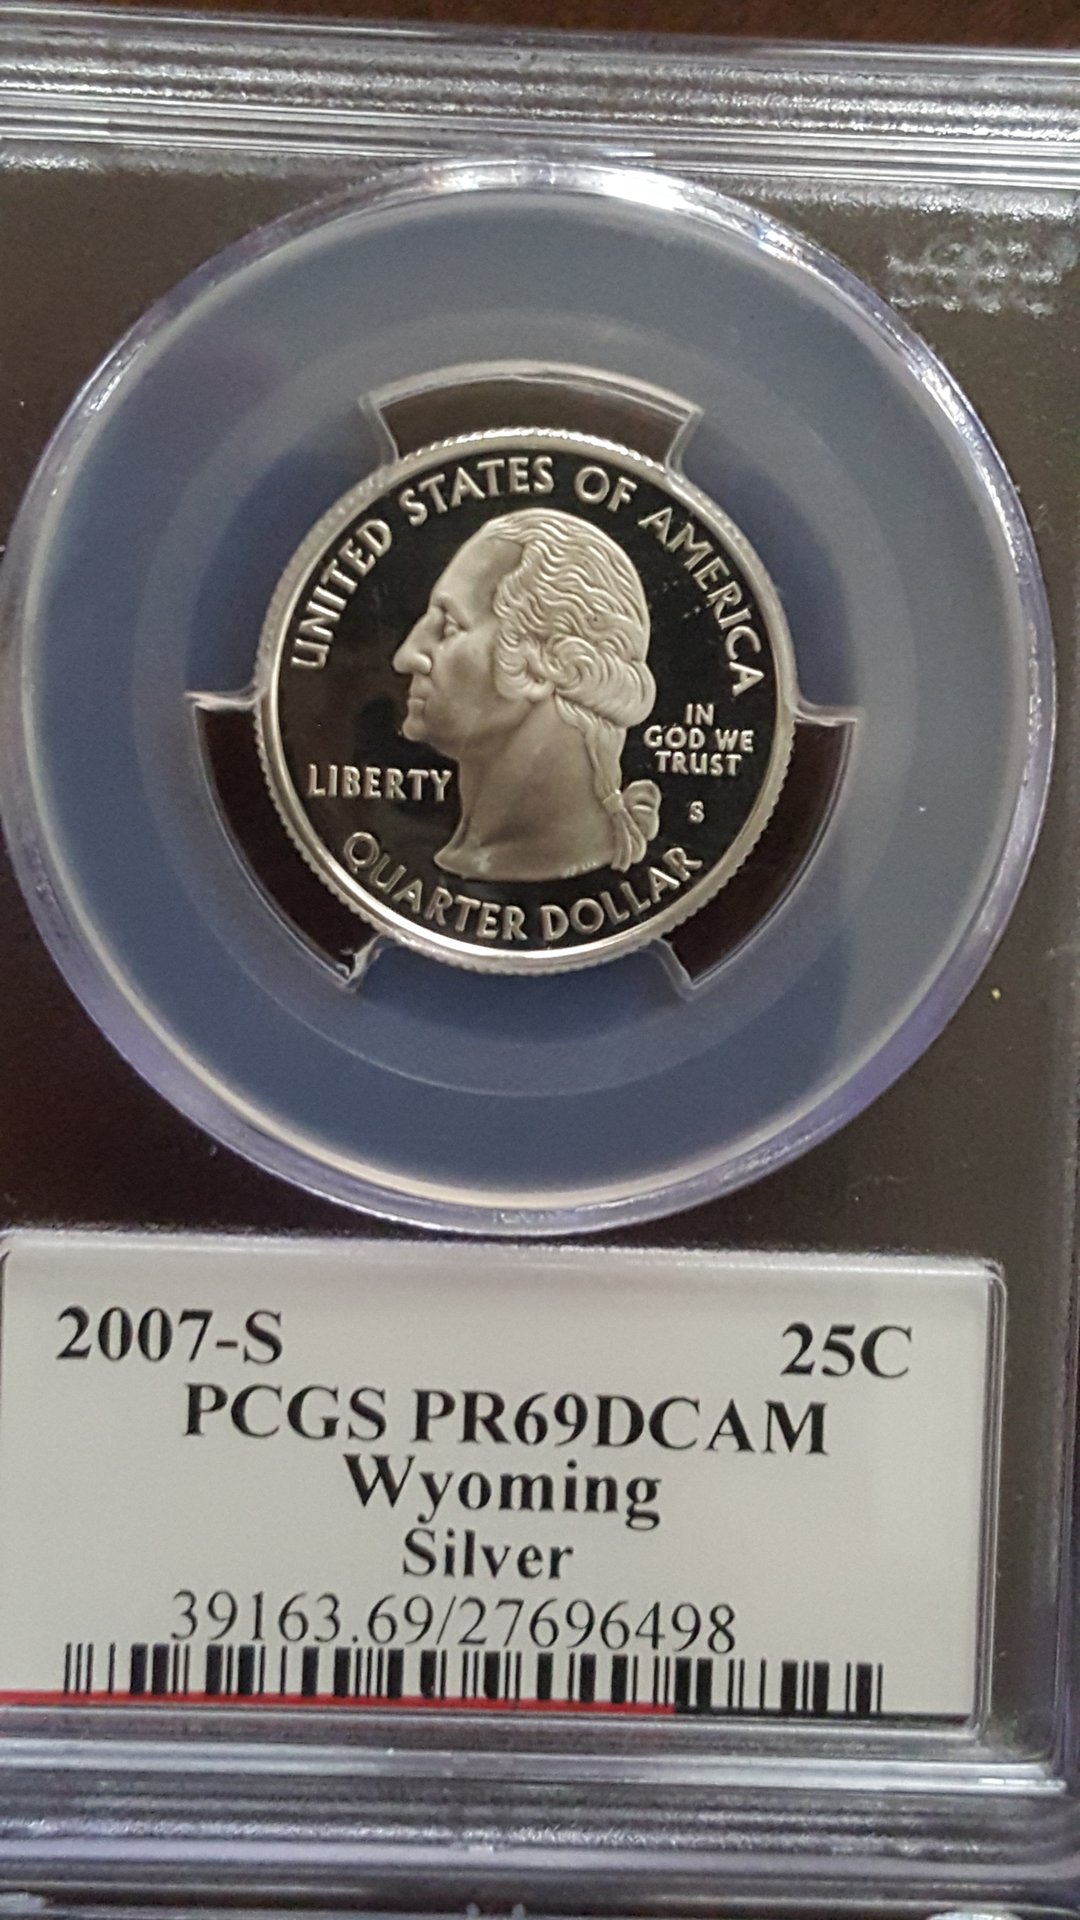 UNITED STATES OF AMERICA
IN
GOD WE
TRUST
LIBERTY
S
QUARTER DOLLAR
2007-S 25C
PCGS PR69DCAM
Wyoming
Silver
39163.69/27696498